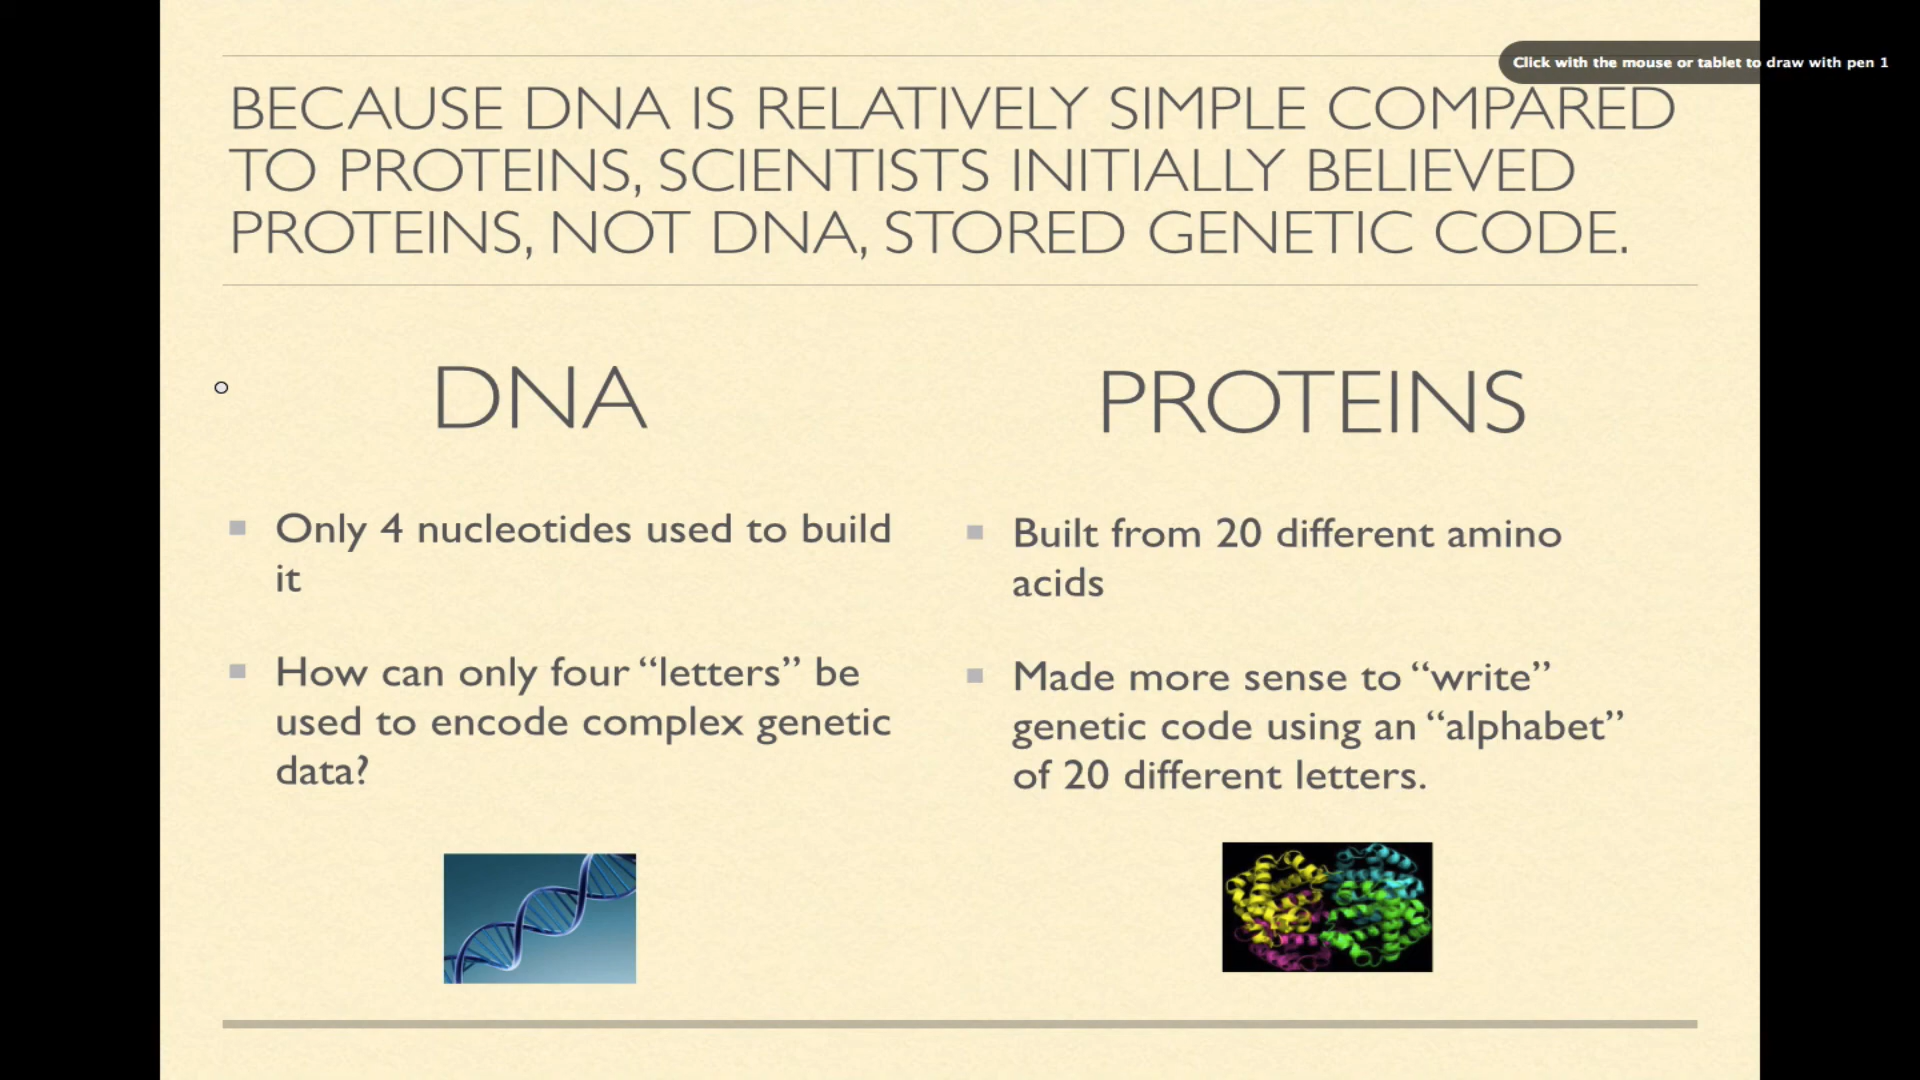 Click with the mouse or tablet to draw with pen 1
BECAUSE DNA IS RELATIVELY SIMPLE COMPARED
TO PROTEINS, SCIENTISTS INITIALLY BELIEVED
PROTEINS, NOT DNA, STORED GENETIC CODE.
DNA
Only 4 nucleotides used to build
it
How can only four “letters” be
used to encode complex genetic
data?
PROTEINS
Built from 20 different amino
acids
Made more sense to “write”
genetic code using an “alphabet”
of 20 different letters.